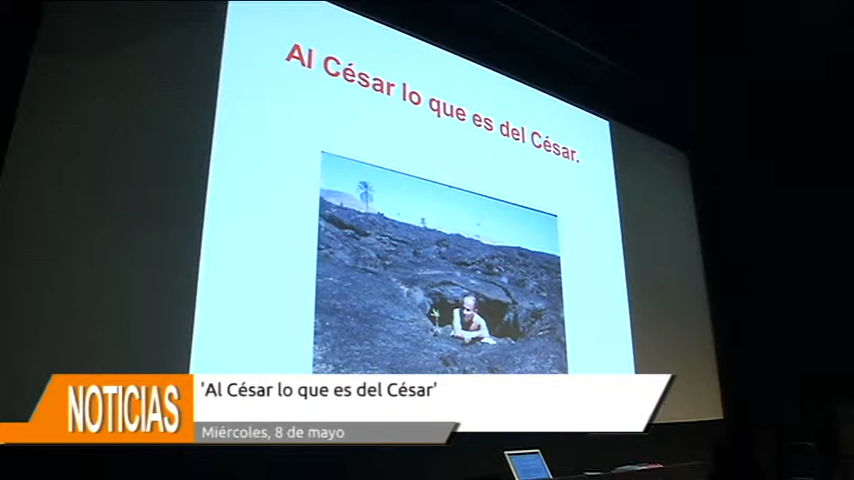 Al César lo que es del César.
NOTICIAS
'Al César lo que es del César'
Miércoles, 8 de mayo